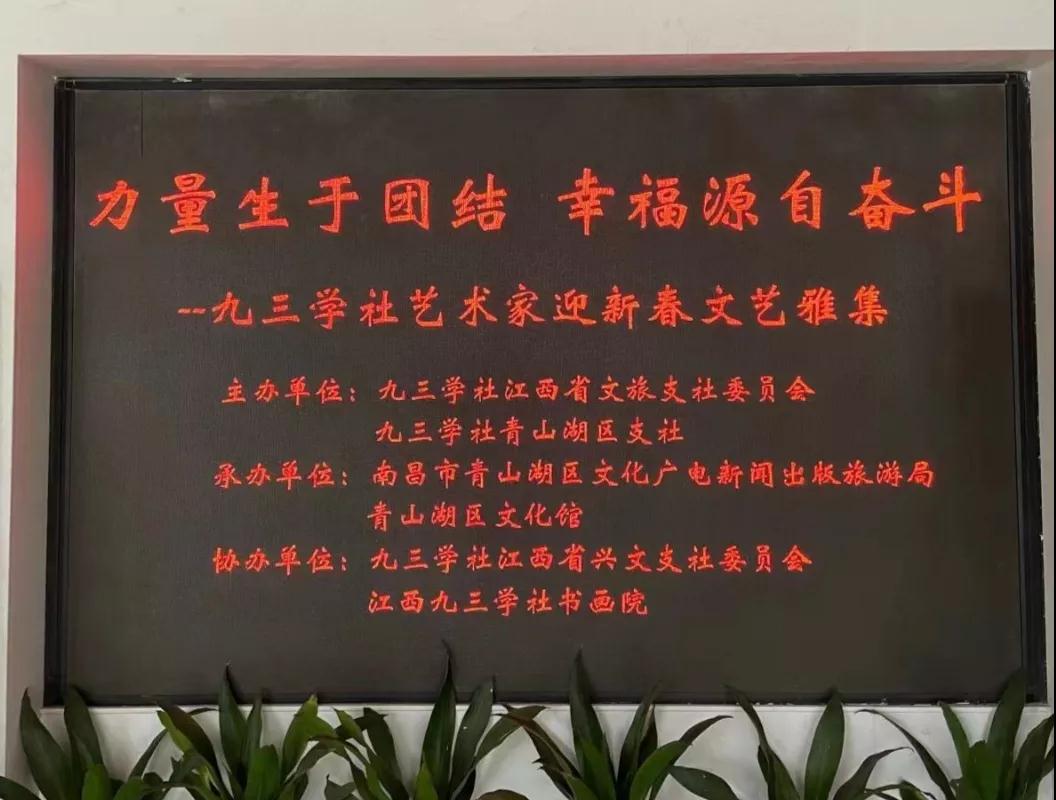 力量生于团结 幸福源自奋斗
--九三学社艺术家迎新春文艺雅集
主办单位：九三学社江西省文旅支社委员会
九三学社青山湖区支社
承办单位：南昌市青山湖区文化广电新闻出版旅游局
青山湖区文化馆
协办单位：九三学社江西省兴文支社委员会
江西九三学社书画院